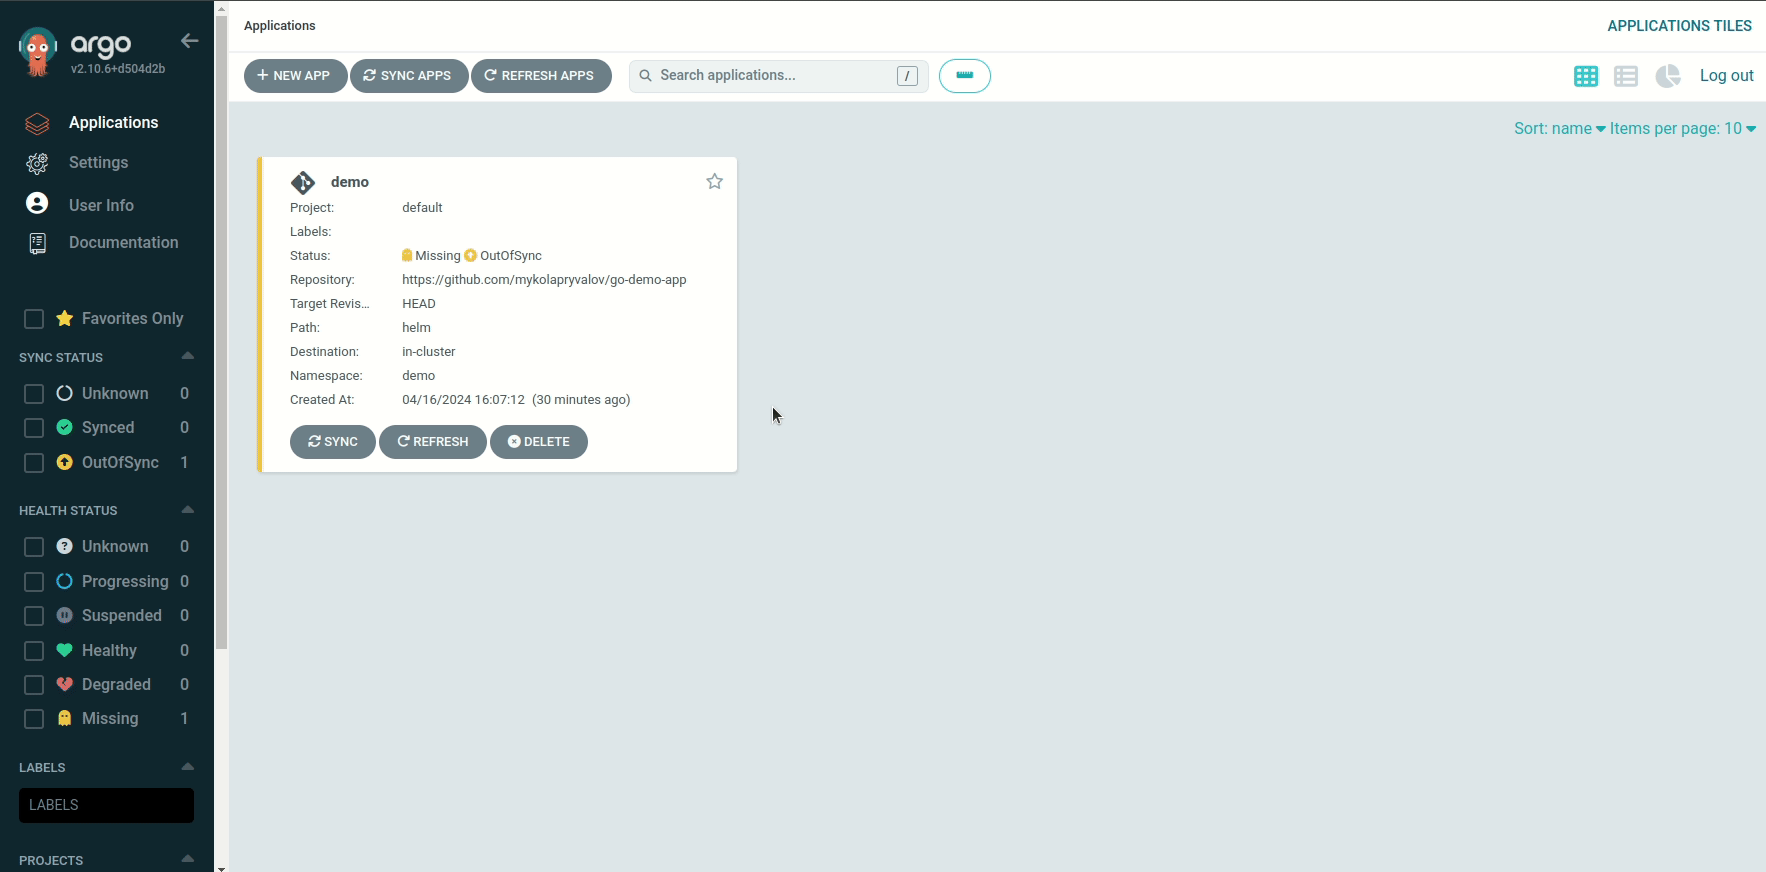 argo
v2.10.6+d504d2b
Applications
Settings
User Info
Documentation
Favorites Only
SYNC STATUS
Unknown 0
Synced 0
OutOfSync 1
HEALTH STATUS
Unknown 0
Progressing 0
Suspended 0
Healthy 0
Degraded 0
Missing 1
LABELS
LABELS
PROJECTS
Applications
APPLICATIONS TILES
+ NEW APP SYNC APPS REFRESH APPS Search applications... / Log out
Sort: name Items per page: 10
demo
Project: default
Labels:
Status: Missing OutOfSync
Repository: https://github.com/mykolapryvalov/go-demo-app
Target Revis... HEAD
Path: helm
Destination: in-cluster
Namespace: demo
Created At: 04/16/2024 16:07:12 (30 minutes ago)
SYNC REFRESH DELETE